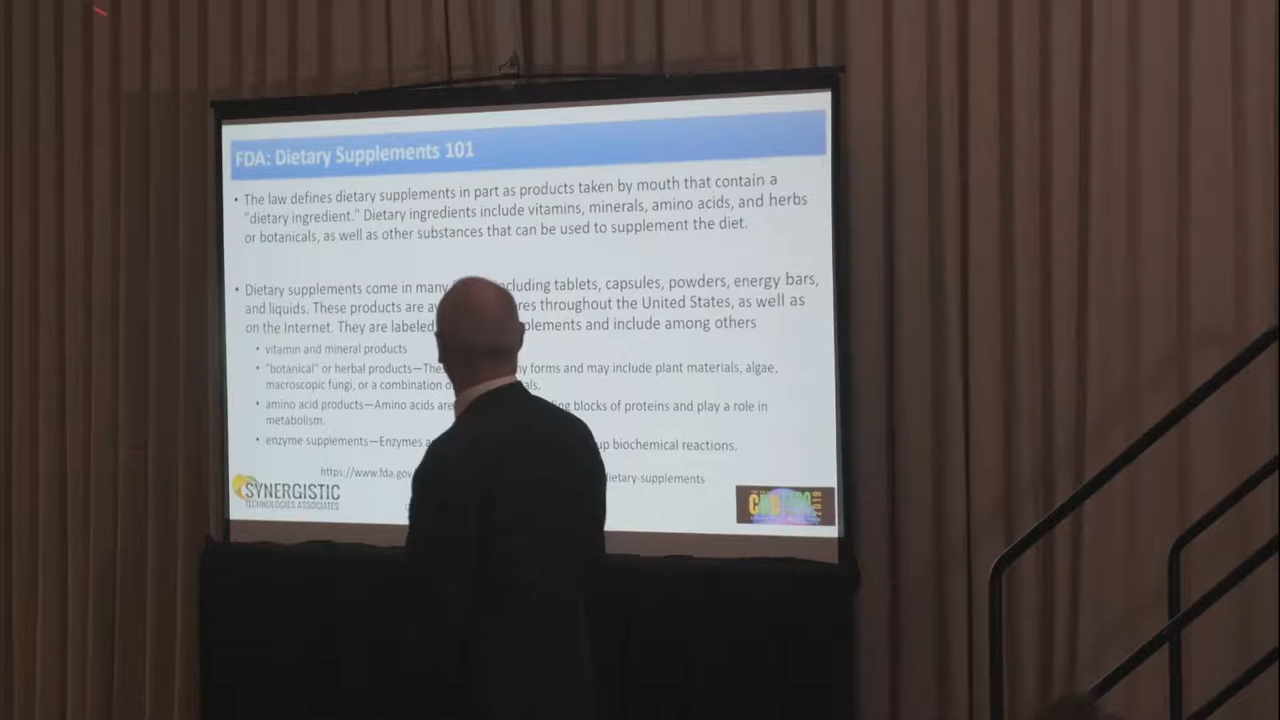 FDA: Dietary Supplements 101
• The law defines dietary supplements in part as products taken by mouth that contain a
"dietary ingredient." Dietary ingredients include vitamins, minerals, amino acids, and herbs
or botanicals, as well as other substances that can be used to supplement the diet.
• Dietary supplements come in many cluding tablets, capsules, powders, energy bars,
and liquids. These products are av res throughout the United States, as well as
on the Internet. They are labeled plements and include among others
• vitamin and mineral products
• "botanical" or herbal products—Thes y forms and may include plant materials, algae,
macroscopic fungi, or a combination o als.
• amino acid products—Amino acids are ng blocks of proteins and play a role in
metabolism.
• enzyme supplements—Enzymes a up biochemical reactions.
https://www.fda.gov dietary-supplements
SYNERGISTIC
TECHNOLOGIES ASSOCIATES
2019